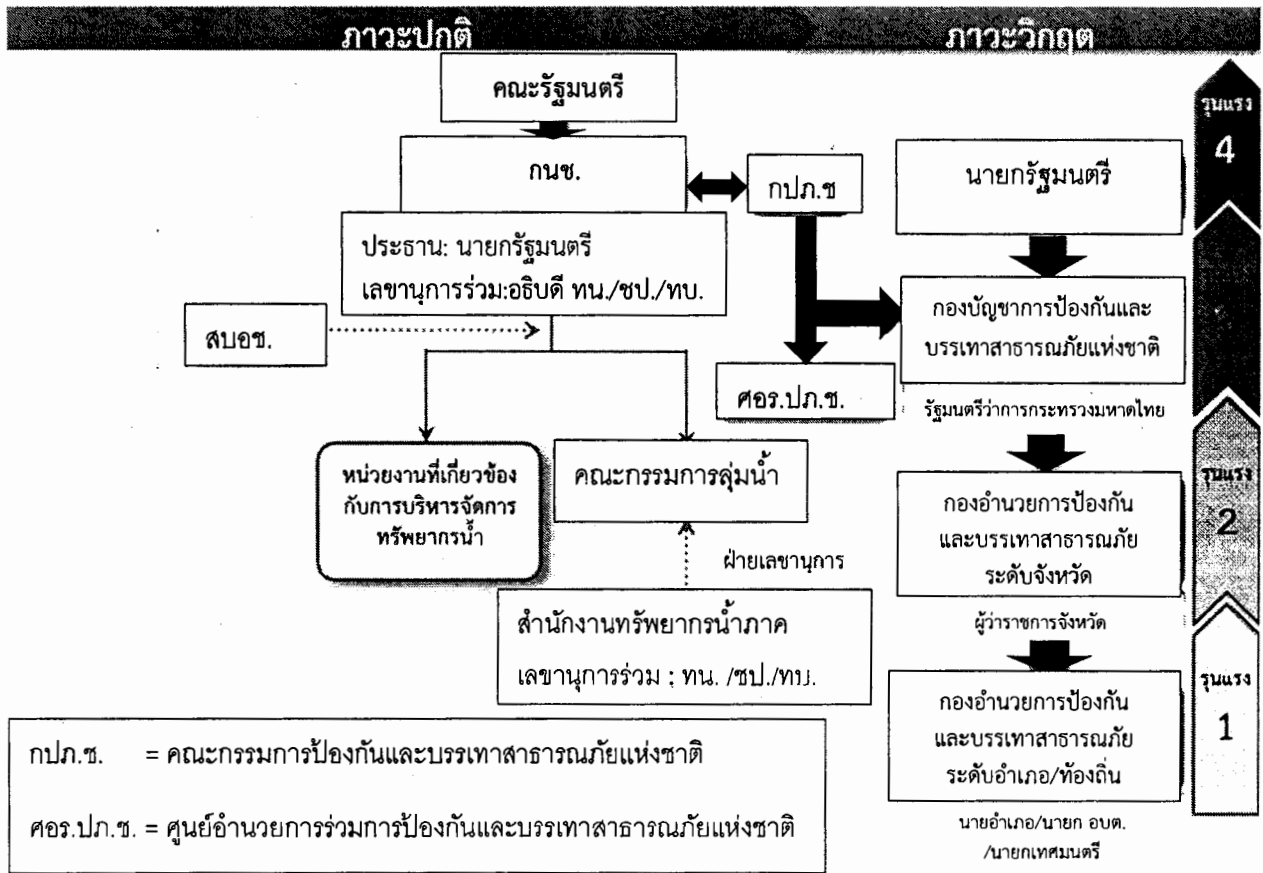 ภาวะปกติ
ภาวะวิกฤต
คณะรัฐมนตรี
กนช.
ประธาน: นายกรัฐมนตรี
เลขานุการร่วม:อธิบดี ทน./ชป./ทบ.
สบอช.
หน่วยงานที่เกี่ยวข้อง
กับการบริหารจัดการ
ทรัพยากรน้ำ
คณะกรรมการลุ่มน้ำ
ฝ่ายเลขานุการ
สำนักงานทรัพยากรน้ำภาค
เลขานุการร่วม : ทน. /ชป./ทบ.
กปภ.ช
ศอร.ปภ.ช.
นายกรัฐมนตรี
กองบัญชาการป้องกันและ
บรรเทาสาธารณภัยแห่งชาติ
รัฐมนตรีว่าการกระทรวงมหาดไทย
กองอำนวยการป้องกัน
และบรรเทาสาธารณภัย
ระดับจังหวัด
ผู้ว่าราชการจังหวัด
กองอำนวยการป้องกัน
และบรรเทาสาธารณภัย
ระดับอำเภอ/ท้องถิ่น
นายอำเภอ/นายก อบต.
/นายกเทศมนตรี
รุนแรง
4
รุนแรง
2
รุนแรง
1
กปภ.ช. = คณะกรรมการป้องกันและบรรเทาสาธารณภัยแห่งชาติ
ศอร.ปภ.ช. = ศูนย์อำนวยการร่วมการป้องกันและบรรเทาสาธารณภัยแห่งชาติ